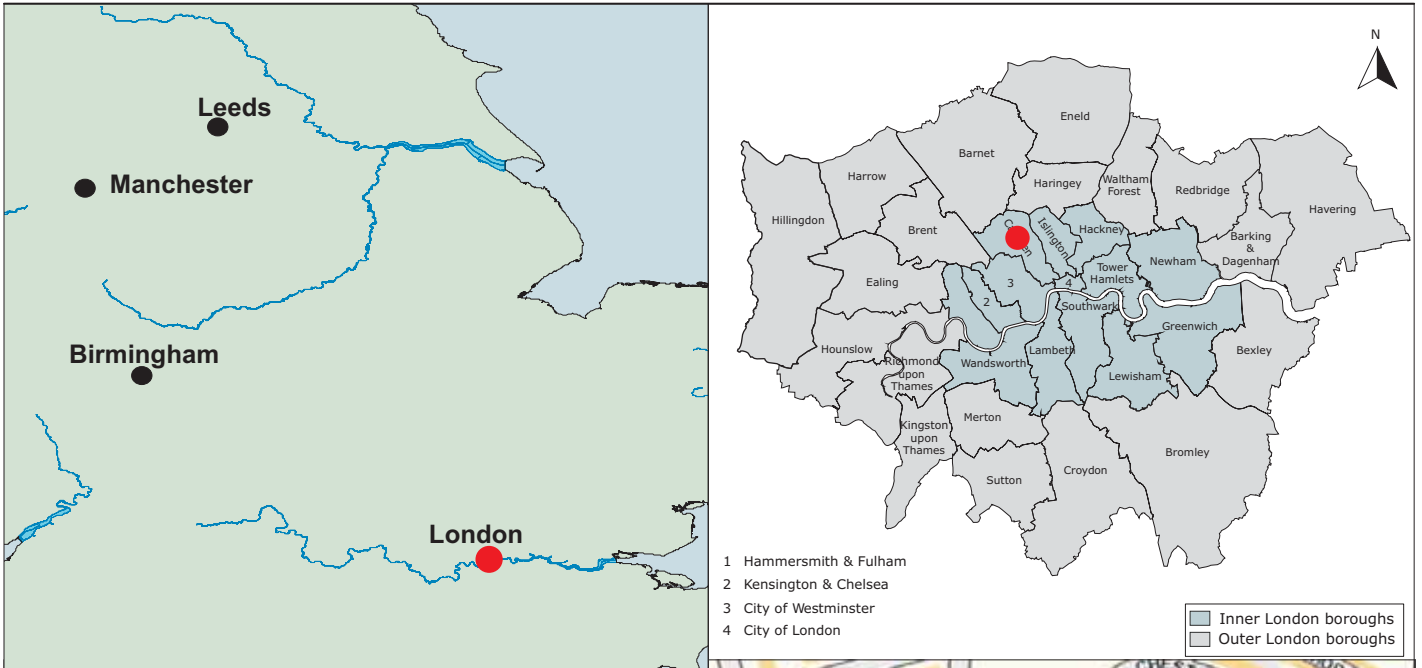 Leeds
Manchester
Birmingham
London
N
Eneld
Barnet
Harrow
Haringey
Waltham
Forest
Redbridge
Havering
Hillingdon
Brent
Islington
Hackney
Barking
&
Dagenham
Newham
Tower
Hamlets
Ealing
3
4
2
Southwark
Greenwich
Hounslow
Richmond
upon
Thames
Wandsworth
Lambeth
Bexley
Lewisham
Merton
Kingston
upon
Thames
Bromley
Croydon
Sutton
1 Hammersmith & Fulham
2 Kensington & Chelsea
3 City of Westminster
4 City of London
Inner London boroughs
Outer London boroughs